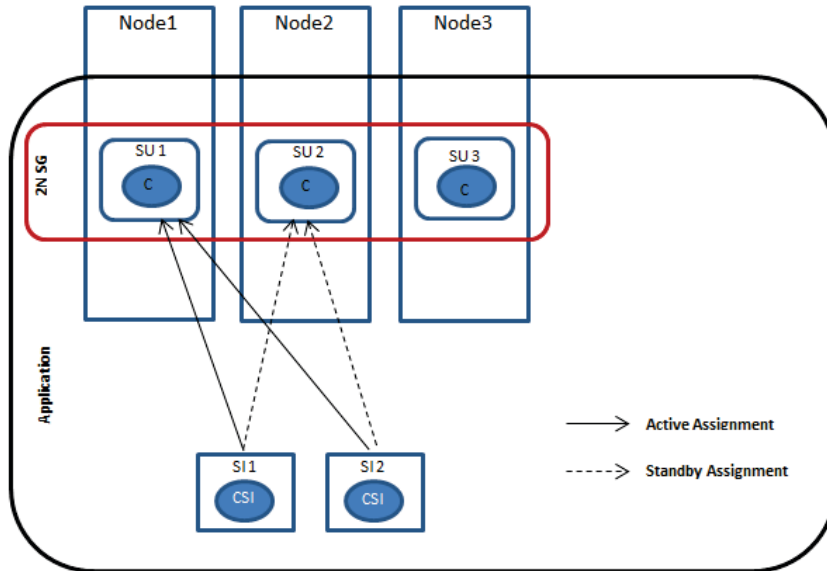 Node1
Node2
Node3
2N SG
SU 1
C
SU 2
C
SU 3
C
Application
SI 1
CSI
SI 2
CSI
Active Assignment
Standby Assignment